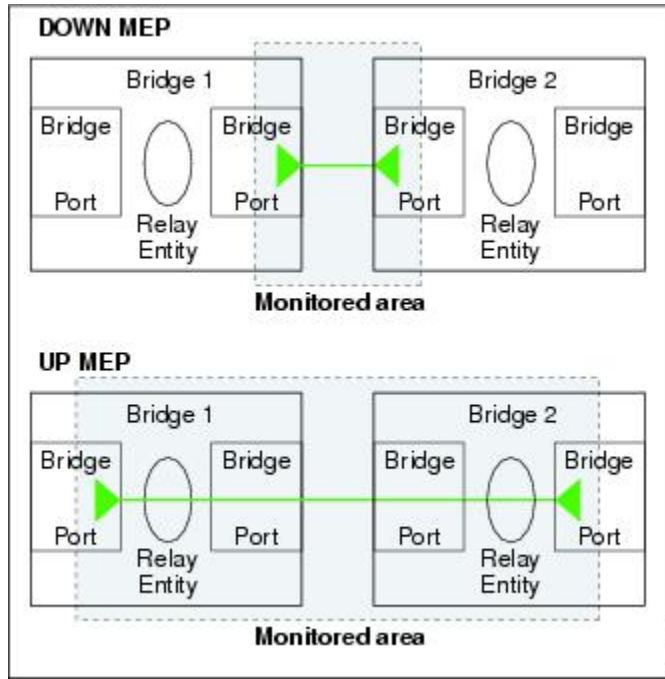 DOWN MEP
Bridge 1
Bridge 2
Bridge Bridge Bridge Bridge
Port Port Port Port
Relay Relay
Entity Entity
Monitored area
UP MEP
Bridge 1
Bridge 2
Bridge Bridge Bridge Bridge
Port Port Port Port
Relay Relay
Entity Entity
Monitored area